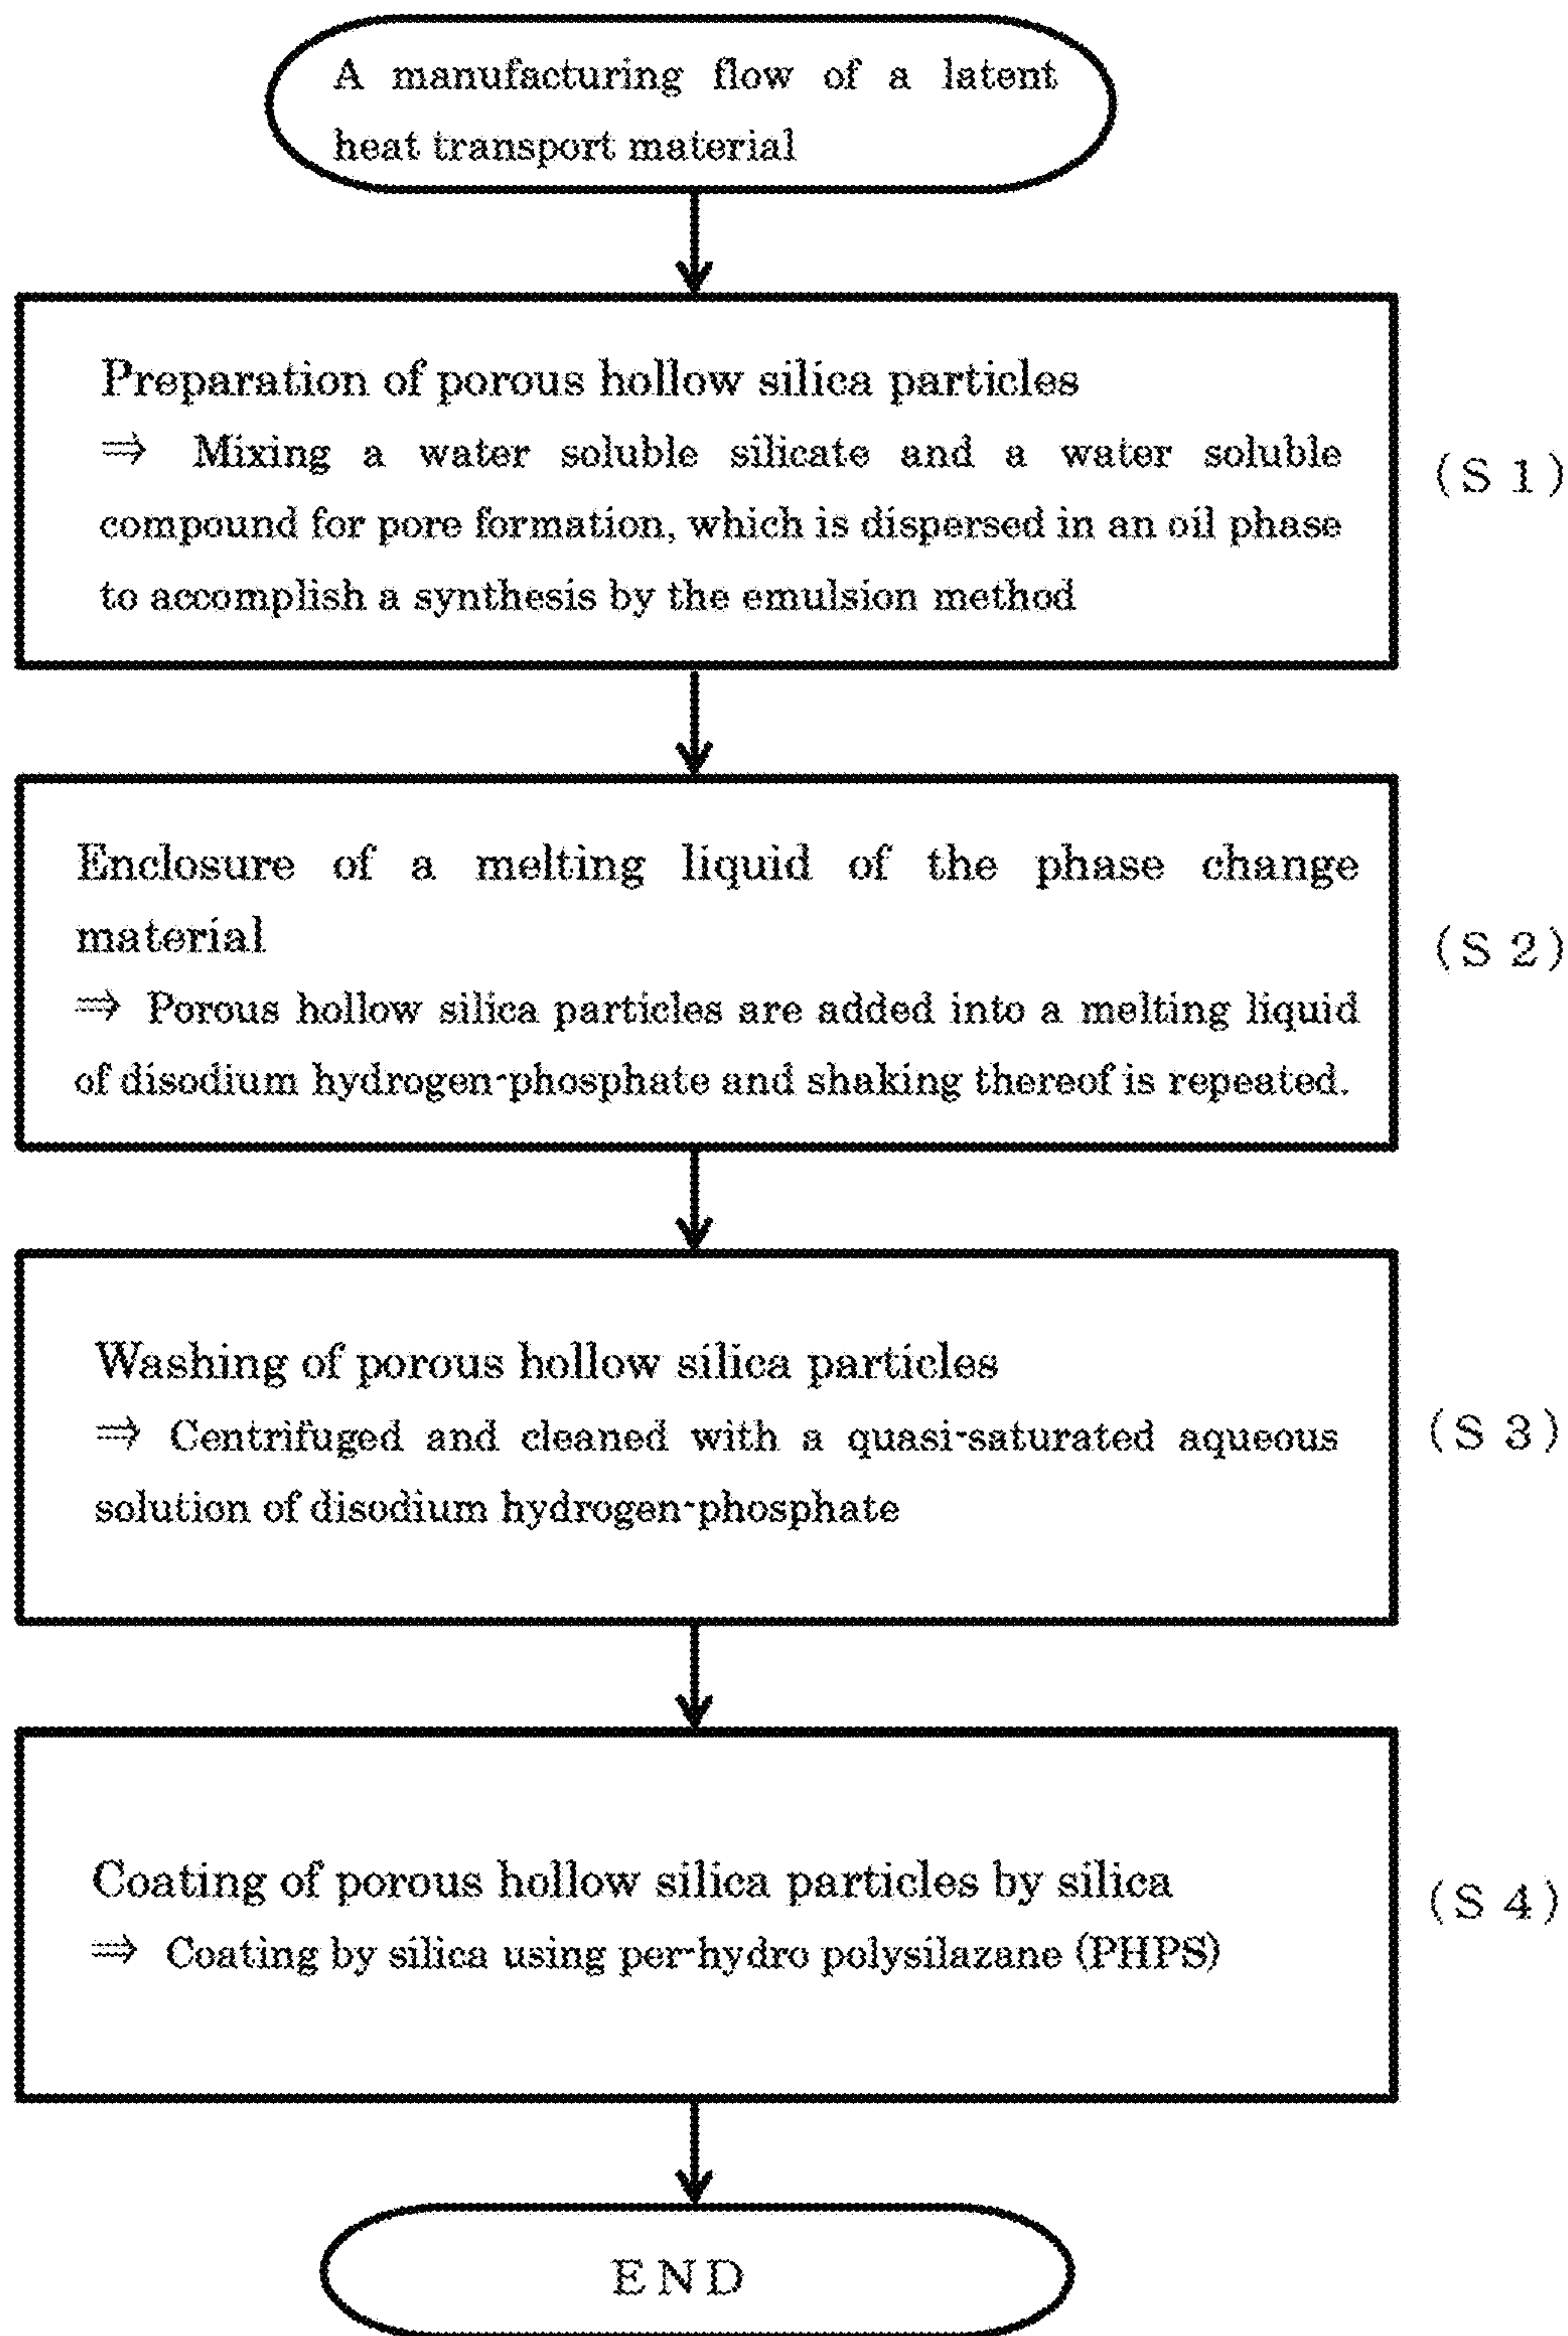 A manufacturing flow of a latent
heat transport material
Preparation of porous hollow silica particles
⇒ Mixing a water soluble silicate and a water soluble
compound for pore formation, which is dispersed in an oil phase
to accomplish a synthesis by the emulsion method
(S 1)
Enclosure of a melting liquid of the phase change
material
⇒ Porous hollow silica particles are added into a melting liquid
of disodium hydrogen-phosphate and shaking thereof is repeated.
(S 2)
Washing of porous hollow silica particles
⇒ Centrifuged and cleaned with a quasi-saturated aqueous
solution of disodium hydrogen-phosphate
(S 3)
Coating of porous hollow silica particles by silica
⇒ Coating by silica using per-hydro polysilazane (PHPS)
(S 4)
END